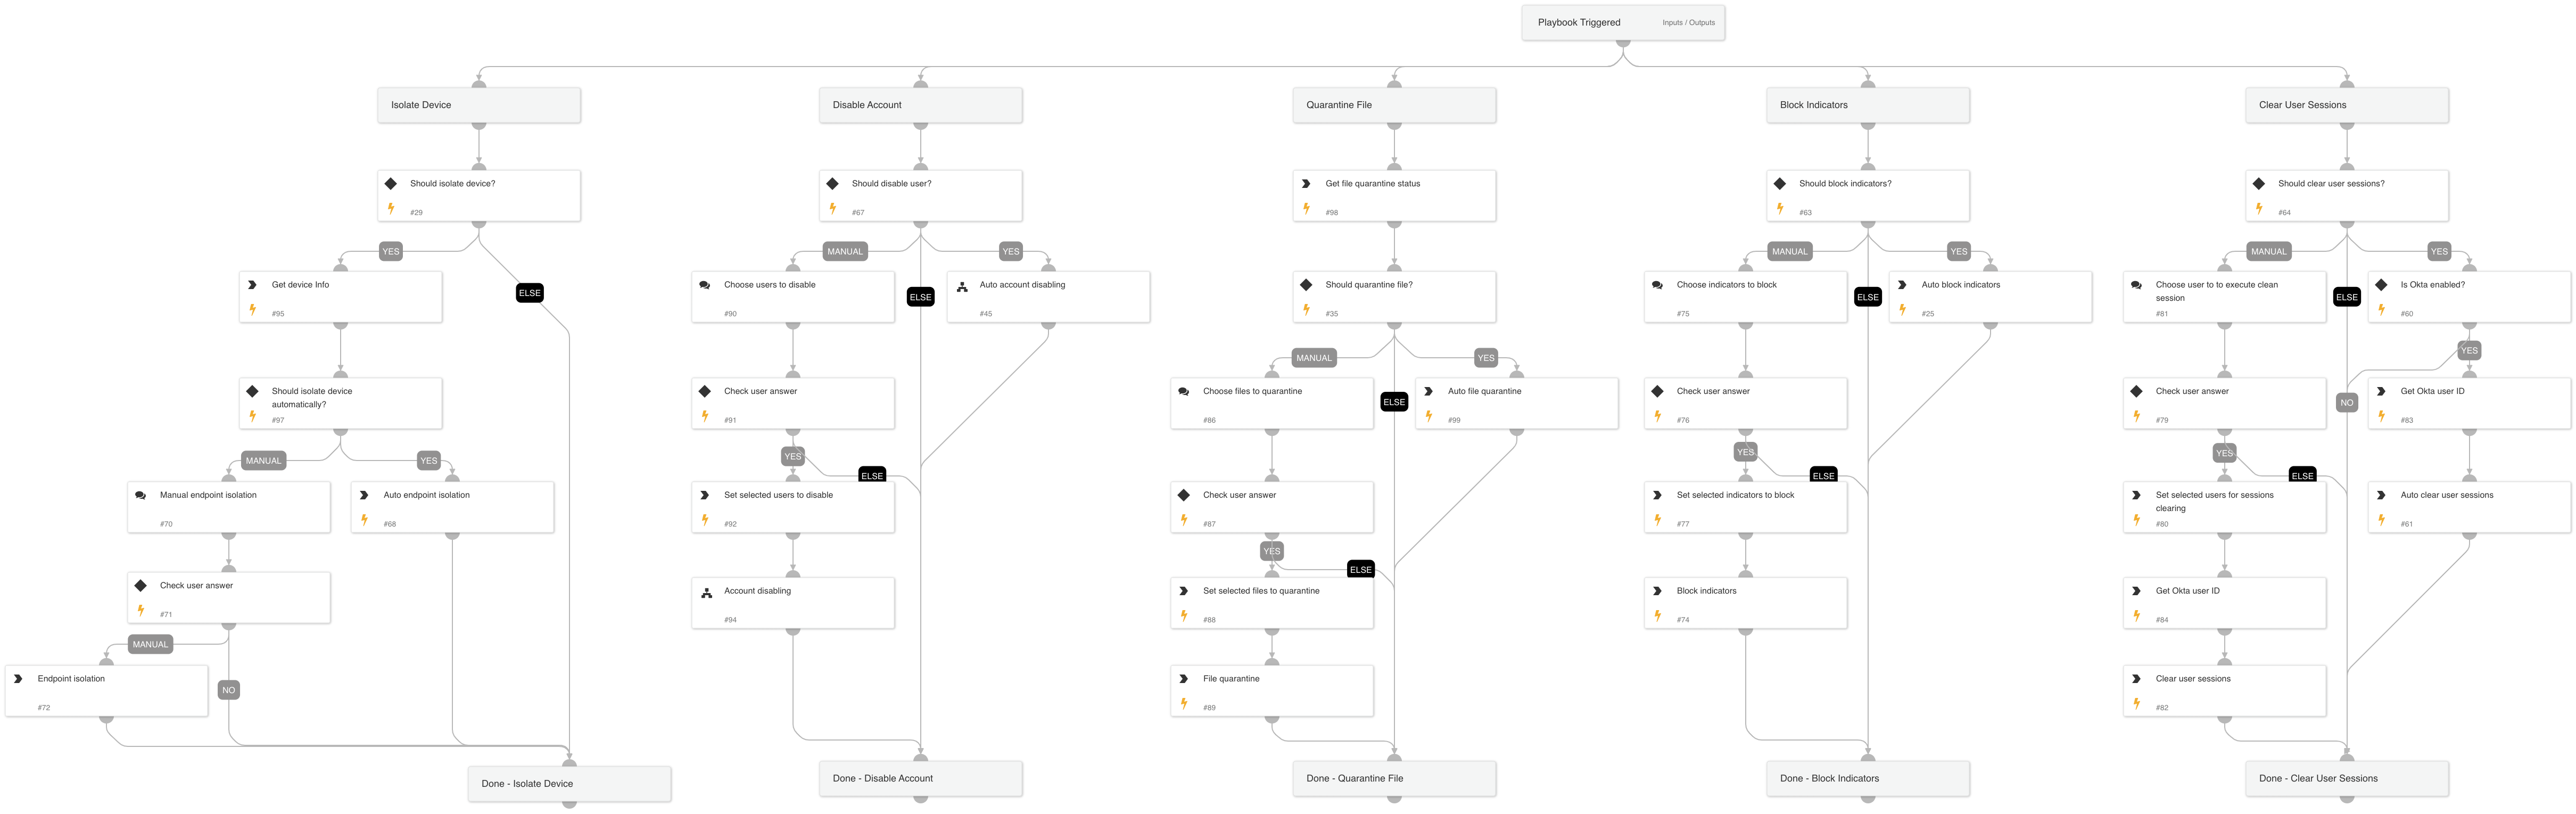 Playbook Triggered
Inputs / Outputs
Isolate Device
Disable Account
Quarantine File
Block Indicators
Clear User Sessions
Should isolate device?
#29
Should disable user?
#67
Get file quarantine status
#98
Should block indicators?
#63
Should clear user sessions?
#64
YES
ELSE
MANUAL
ELSE
YES
MANUAL
ELSE
YES
MANUAL
ELSE
YES
Get device Info
#95
Choose users to disable
#90
Auto account disabling
#45
Should quarantine file?
#35
Choose indicators to block
#75
Auto block indicators
#25
Choose user to to execute clean
session
#81
Is Okta enabled?
#60
MANUAL
ELSE
YES
YES
NO
Should isolate device
automatically?
#97
Check user answer
#91
Choose files to quarantine
#86
Auto file quarantine
#99
Check user answer
#76
Check user answer
#79
Get Okta user ID
#83
MANUAL
YES
YES
ELSE
YES
ELSE
YES
ELSE
Manual endpoint isolation
#70
Auto endpoint isolation
#68
Set selected users to disable
#92
Check user answer
#87
Set selected indicators to block
#77
Set selected users for sessions
clearing
#80
Auto clear user sessions
#61
YES
ELSE
Check user answer
#71
Account disabling
#94
Set selected files to quarantine
#88
Block indicators
#74
Get Okta user ID
#84
MANUAL
NO
Endpoint isolation
#72
File quarantine
#89
Clear user sessions
#82
Done - Isolate Device
Done - Disable Account
Done - Quarantine File
Done - Block Indicators
Done - Clear User Sessions